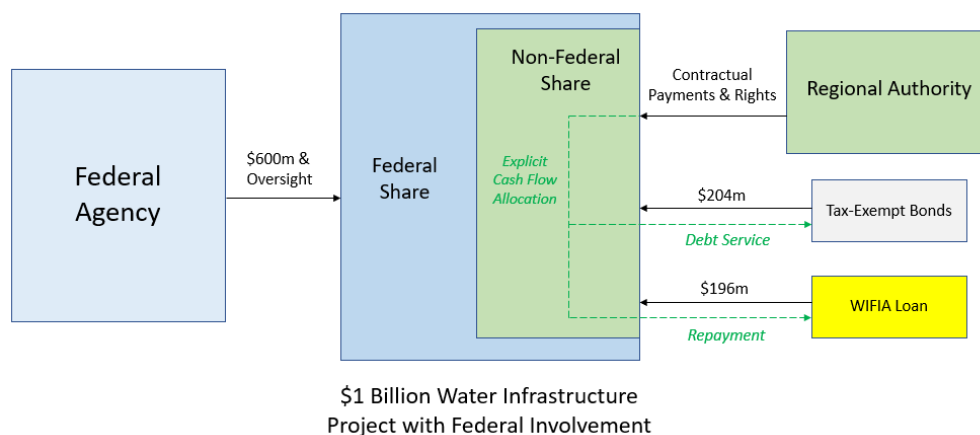 Federal
Agency
$600m &
Oversight
Federal
Share
Non-Federal
Share
Explicit
Cash Flow
Allocation
Contractual
Payments & Rights
Regional Authority
$204m
Debt Service
Tax-Exempt Bonds
$196m
Repayment
WIFIA Loan
$1 Billion Water Infrastructure
Project with Federal Involvement